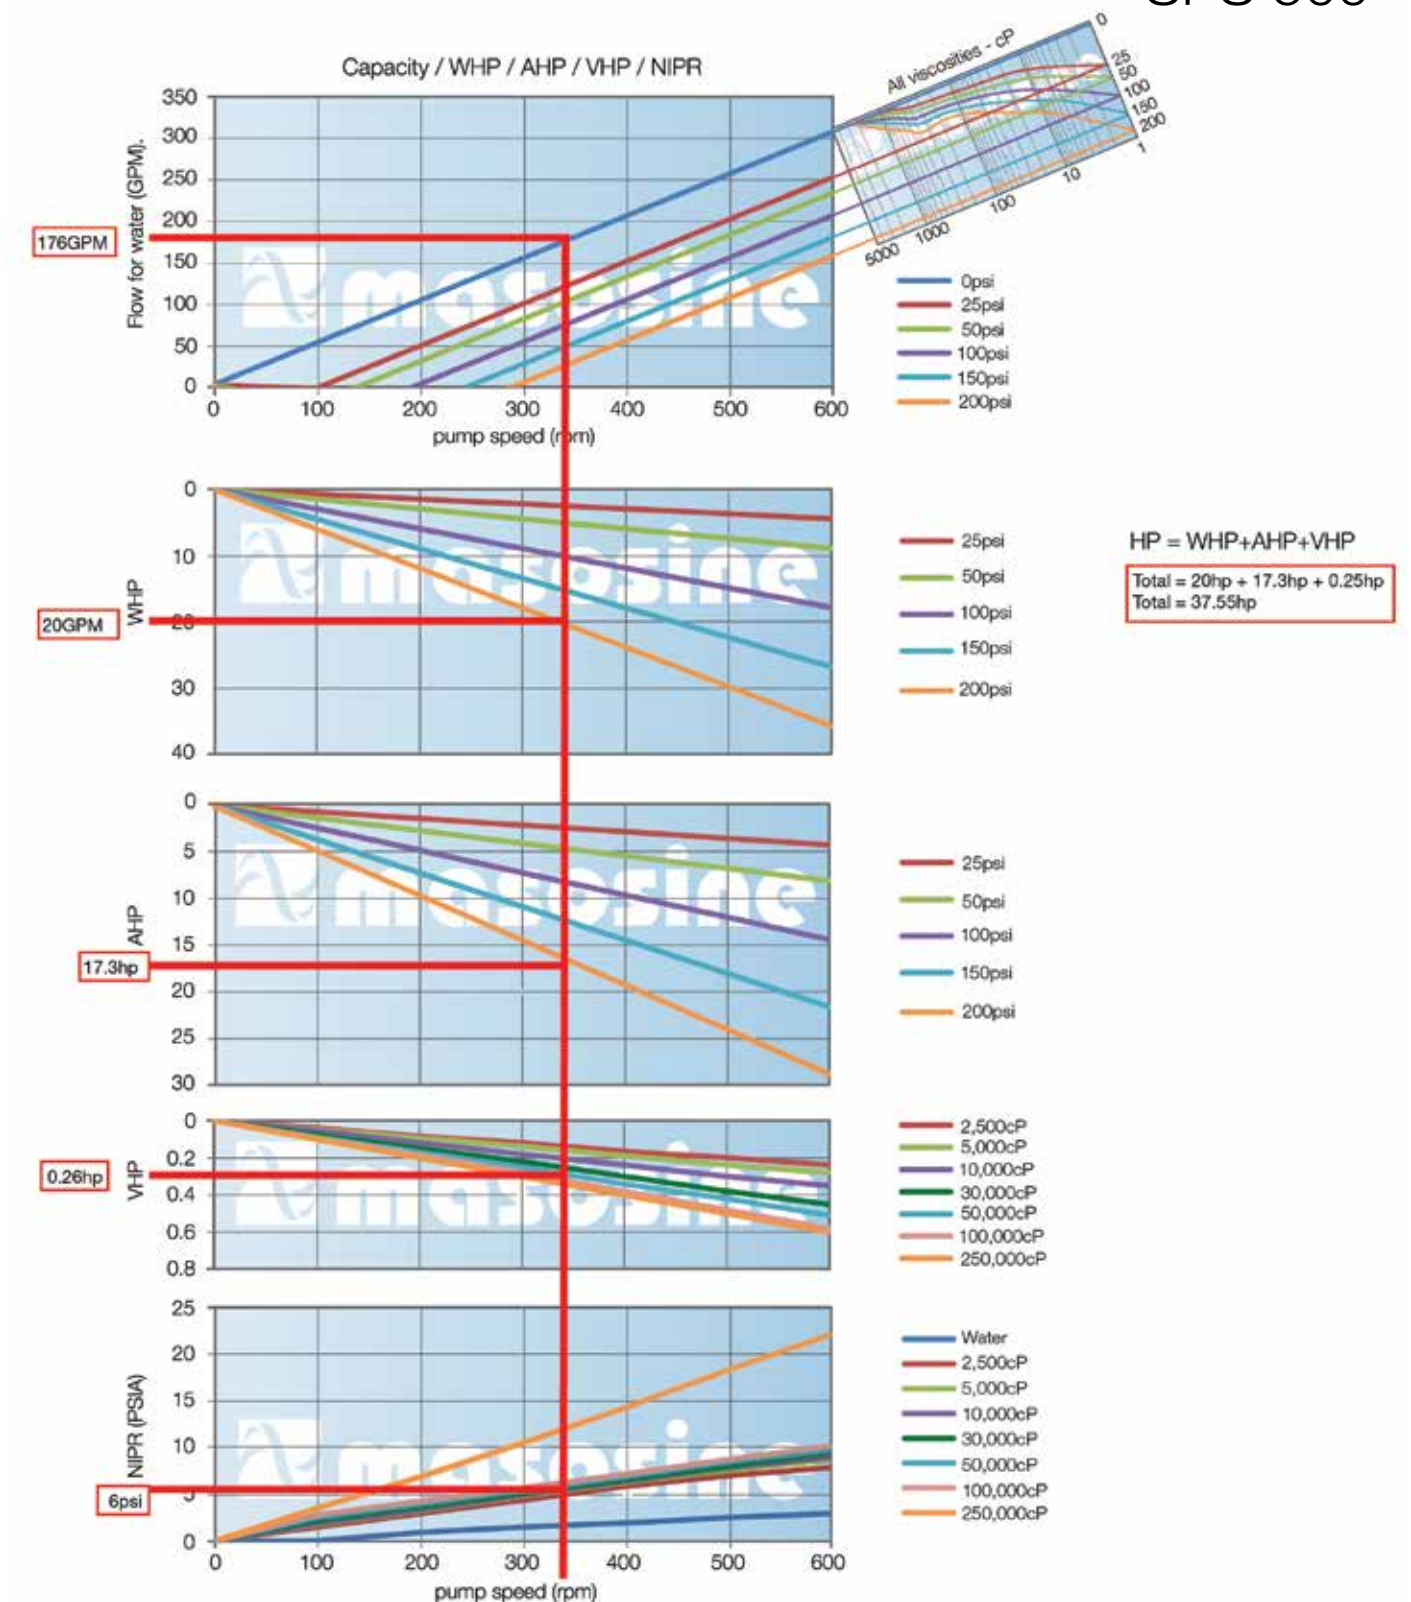 Capacity / WHP / AHP / VHP / NIPR
All viscosities - cP
0
25
50
100
150
200
1
10
100
1000
5000
Flow for water (GPM).
350
300
250
200
150
100
50
0
176GPM
masosine
0 100 200 300 400 500 600
pump speed (rpm)
0psi
25psi
50psi
100psi
150psi
200psi
WHP
0
10
20
30
40
20GPM
masosine
25psi
50psi
100psi
150psi
200psi
HP = WHP+AHP+VHP
Total = 20hp + 17.3hp + 0.25hp
Total = 37.55hp
AHP
0
5
10
15
20
25
30
17.3hp
masosine
25psi
50psi
100psi
150psi
200psi
VHP
0
0.2
0.4
0.6
0.8
0.26hp
masosine
2,500cP
5,000cP
10,000cP
30,000cP
50,000cP
100,000cP
250,000cP
NIPR (PSIA)
25
20
15
10
5
0
6psi
masosine
0 100 200 300 400 500 600
pump speed (rpm)
Water
2,500cP
5,000cP
10,000cP
30,000cP
50,000cP
100,000cP
250,000cP